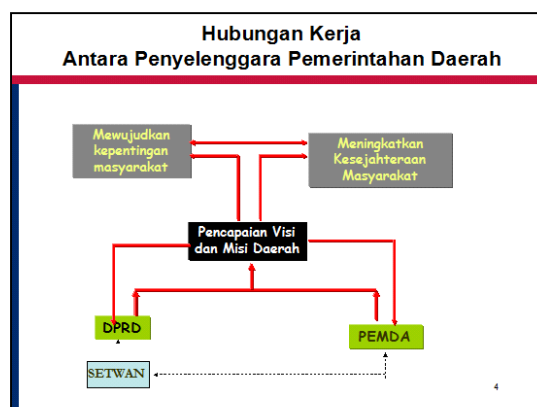 Hubungan Kerja
Antara Penyelenggara Pemerintahan Daerah
Mewujudkan
kepentingan
masyarakat
Meningkatkan
Kesejahteraan
Masyarakat
Pencapaian Visi
dan Misi Daerah
DPRD
PEMDA
SETWAN
4